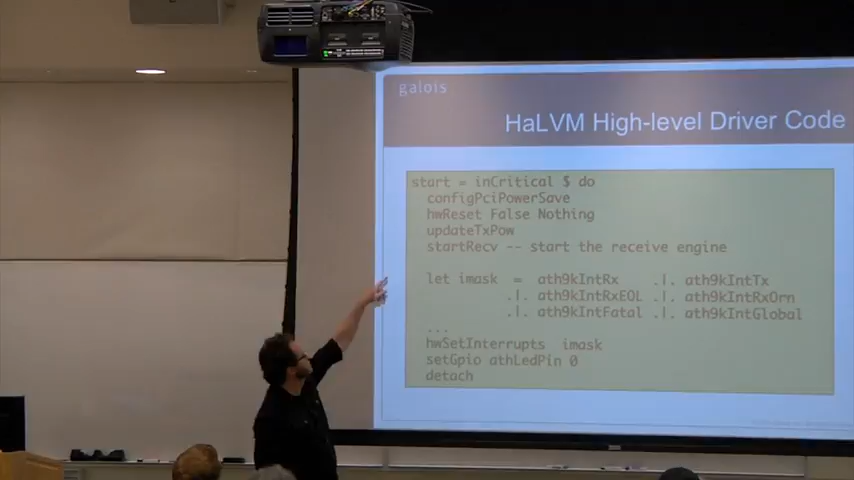 galois
HaLVM High-level Driver Code
start = inCritical $ do
configPciPowerSave
hwReset False Nothing
updateTxPow
startRecv -- start the receive engine
let imask = ath9kIntRx .|. ath9kIntTx
.|. ath9kIntRxEOL .|. ath9kIntRxOrn
.|. ath9kIntFatal .|. ath9kIntGlobal
...
hwSetInterrupts imask
setGpio athLedPin 0
detach